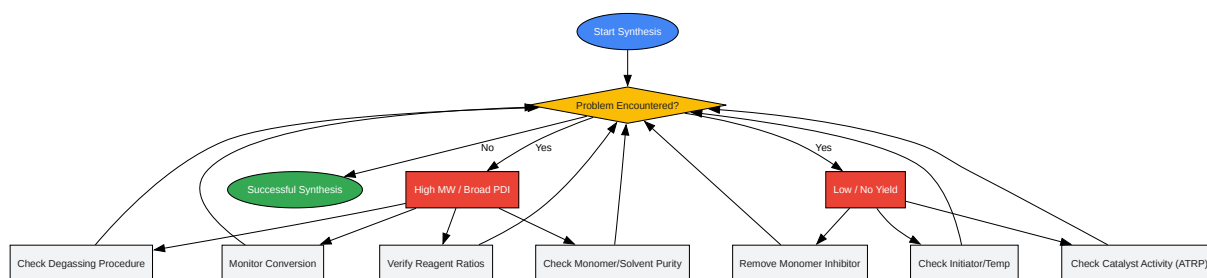 Start Synthesis
Problem Encountered?
No
Yes
Yes
Successful Synthesis
High MW / Broad PDI
Low / No Yield
Check Degassing Procedure
Monitor Conversion
Verify Reagent Ratios
Check Monomer/Solvent Purity
Remove Monomer Inhibitor
Check Initiator/Temp
Check Catalyst Activity (ATRP)